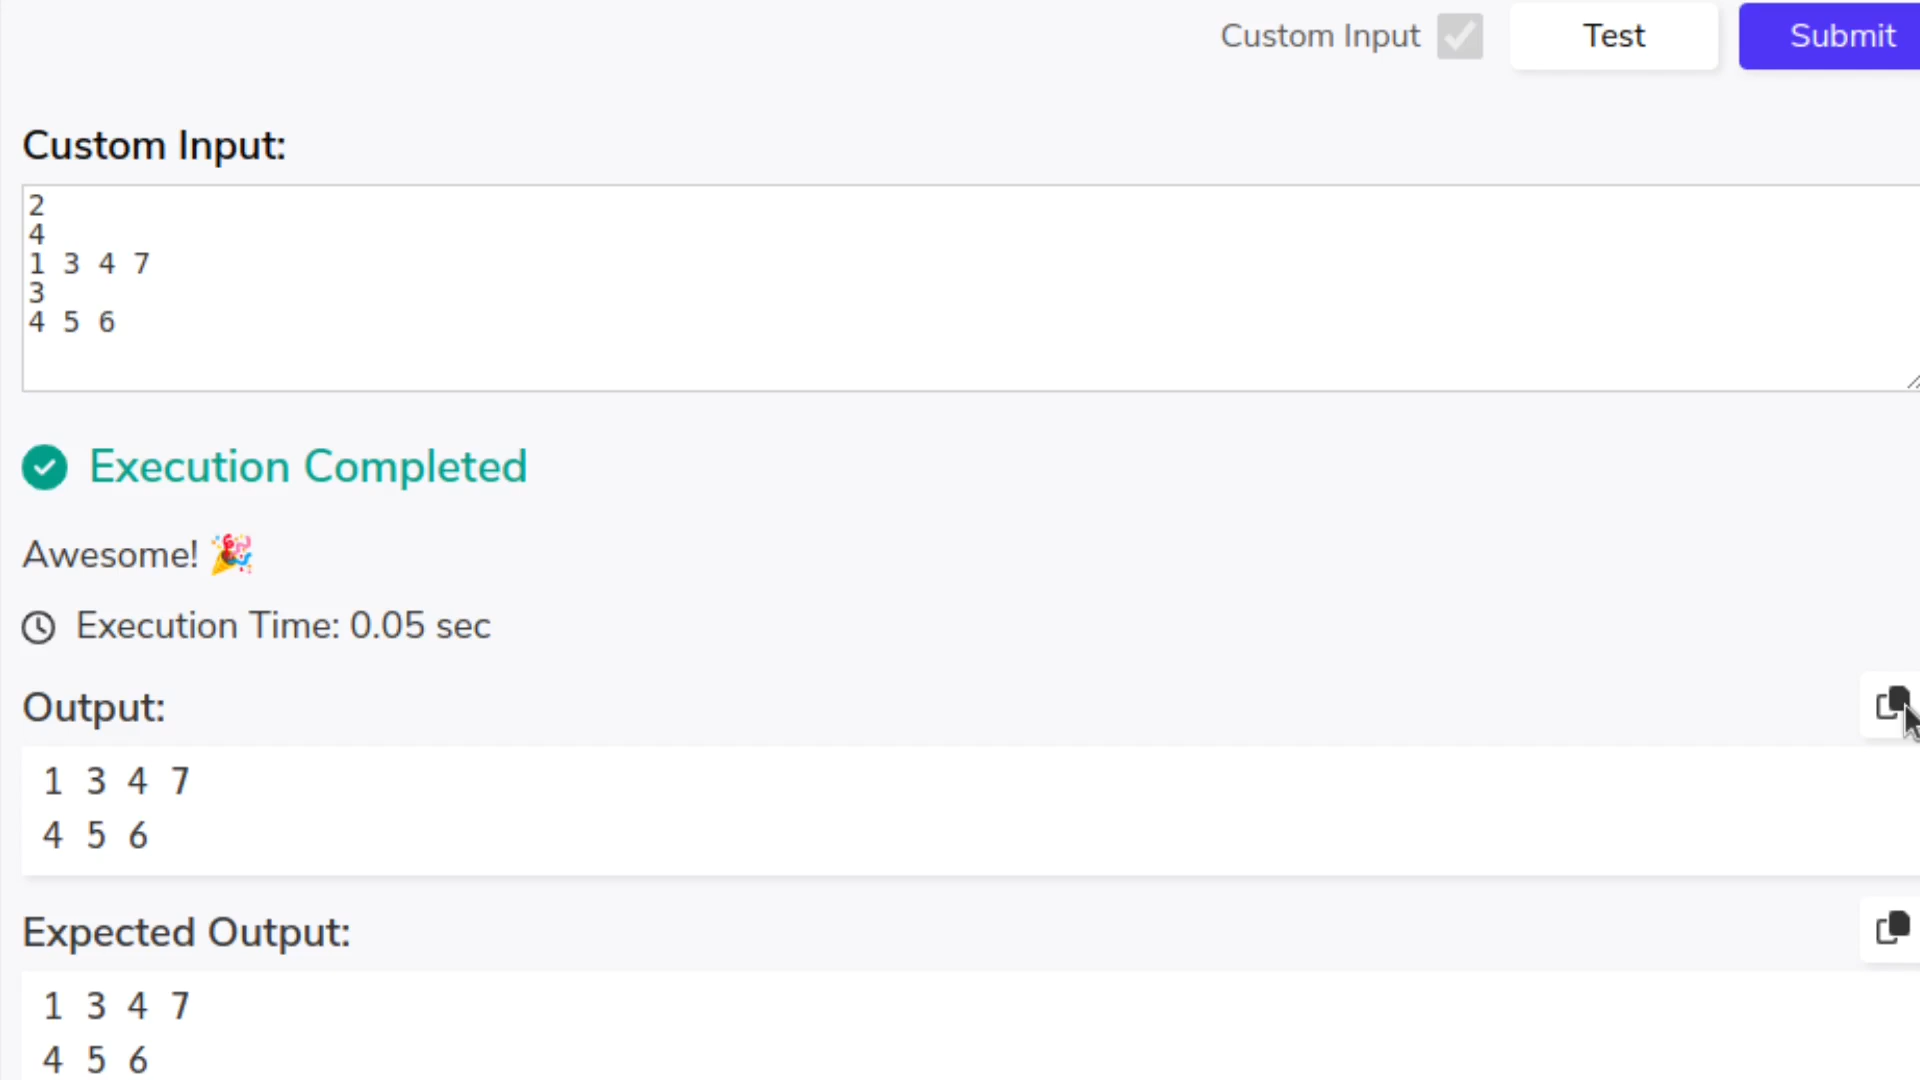 Custom Input Test Submit
Custom Input:
2
4
1 3 4 7
3
4 5 6
Execution Completed
Awesome! 🎉
Execution Time: 0.05 sec
Output:
1 3 4 7
4 5 6
Expected Output:
1 3 4 7
4 5 6